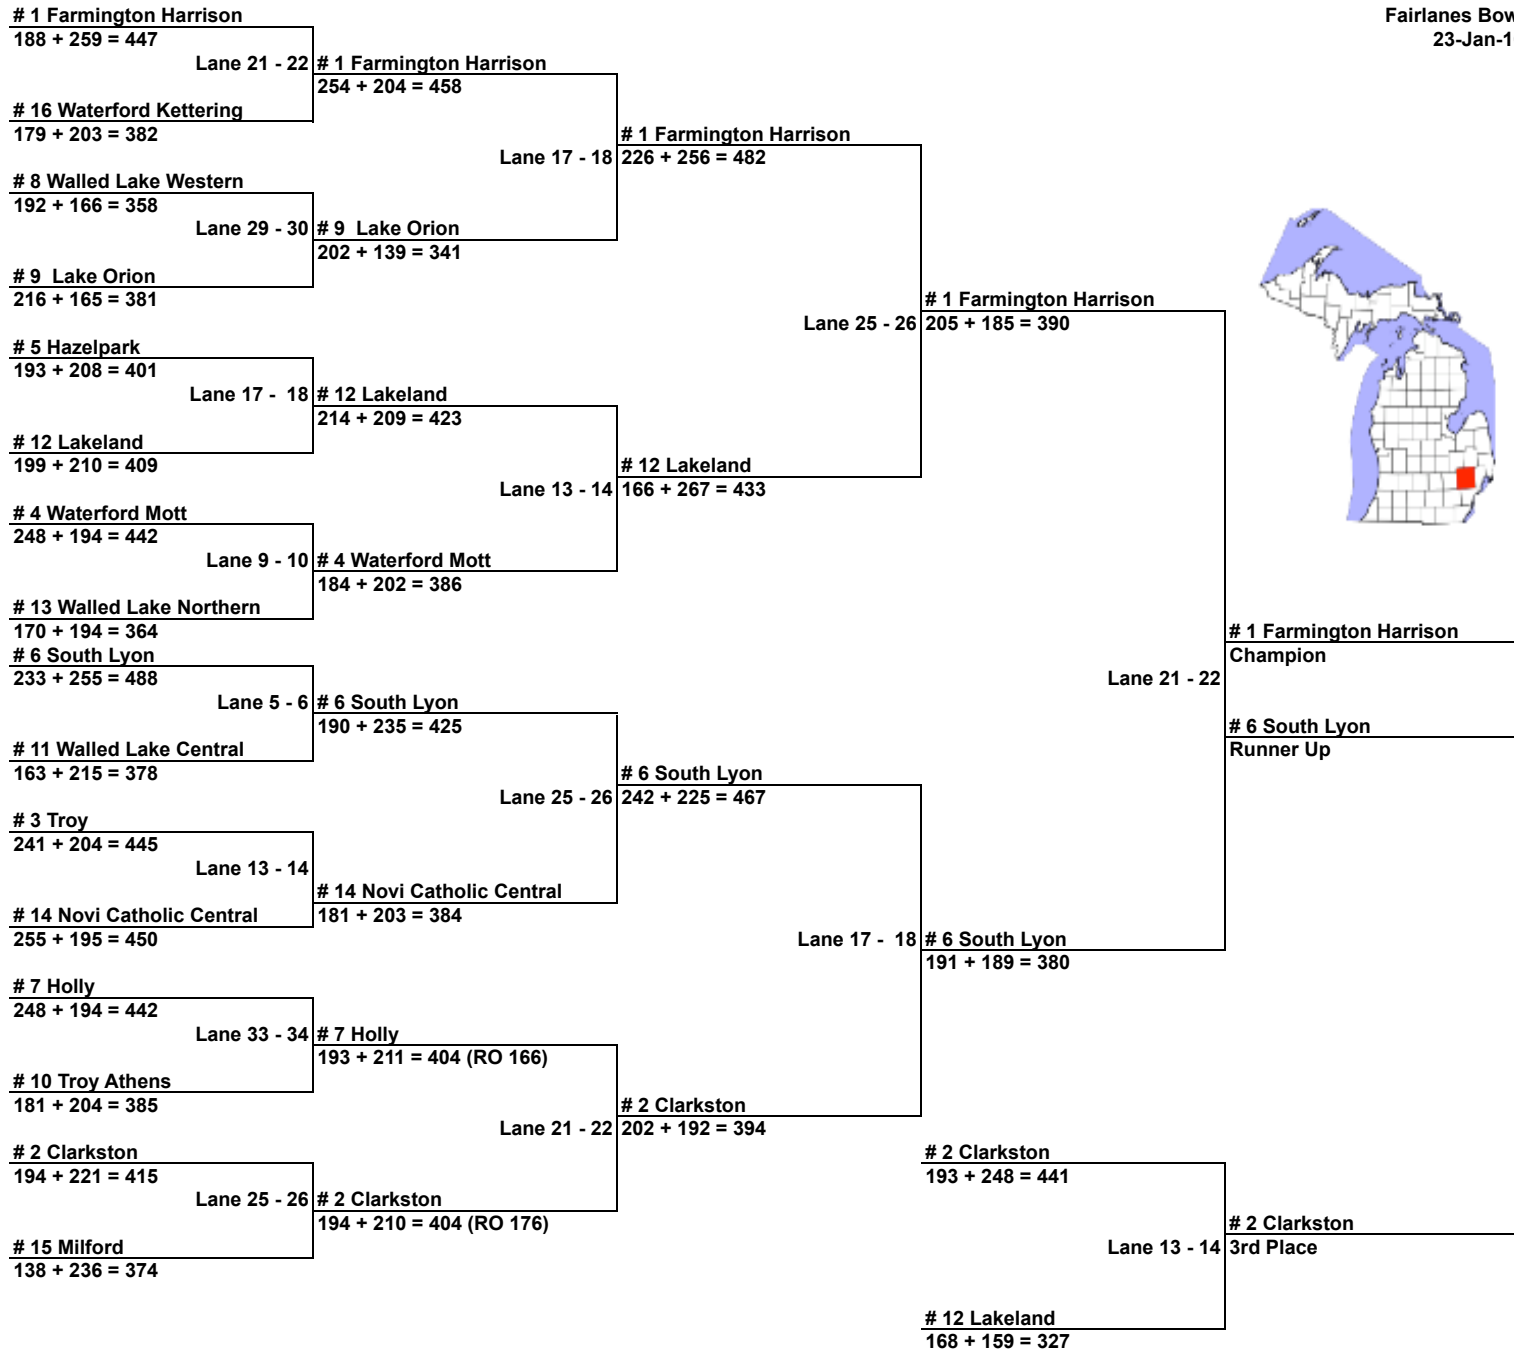 # 1 Farmington Harrison
188 + 259 = 447
Lane 21 - 22
# 16 Waterford Kettering
179 + 203 = 382
# 8 Walled Lake Western
192 + 166 = 358
Lane 29 - 30
# 9  Lake Orion
216 + 165 = 381
# 5 Hazelpark
193 + 208 = 401
Lane 17 -  18
# 12 Lakeland
199 + 210 = 409
# 4 Waterford Mott
248 + 194 = 442
Lane 9 - 10
# 13 Walled Lake Northern
170 + 194 = 364
# 6 South Lyon
233 + 255 = 488
Lane 5 - 6
# 11 Walled Lake Central
163 + 215 = 378
# 3 Troy
241 + 204 = 445
Lane 13 - 14
# 14 Novi Catholic Central
255 + 195 = 450
# 7 Holly
248 + 194 = 442
Lane 33 - 34
# 10 Troy Athens
181 + 204 = 385
# 2 Clarkston
194 + 221 = 415
Lane 25 - 26
# 15 Milford
138 + 236 = 374
# 1 Farmington Harrison
254 + 204 = 458
Lane 17 - 18
# 9  Lake Orion
202 + 139 = 341
# 12 Lakeland
214 + 209 = 423
Lane 13 - 14
# 4 Waterford Mott
184 + 202 = 386
# 6 South Lyon
190 + 235 = 425
Lane 25 - 26
# 14 Novi Catholic Central
181 + 203 = 384
# 7 Holly
193 + 211 = 404 (RO 166)
Lane 21 - 22
# 2 Clarkston
194 + 210 = 404 (RO 176)
# 1 Farmington Harrison
226 + 256 = 482
Lane 25 - 26
# 12 Lakeland
166 + 267 = 433
# 6 South Lyon
242 + 225 = 467
Lane 17 -  18
# 2 Clarkston
202 + 192 = 394
# 1 Farmington Harrison
205 + 185 = 390
Lane 21 - 22
# 6 South Lyon
191 + 189 = 380
# 2 Clarkston
193 + 248 = 441
Lane 13 - 14
# 12 Lakeland
168 + 159 = 327
Fairlanes Bow
23-Jan-1
# 1 Farmington Harrison
Champion
# 6 South Lyon
Runner Up
# 2 Clarkston
3rd Place